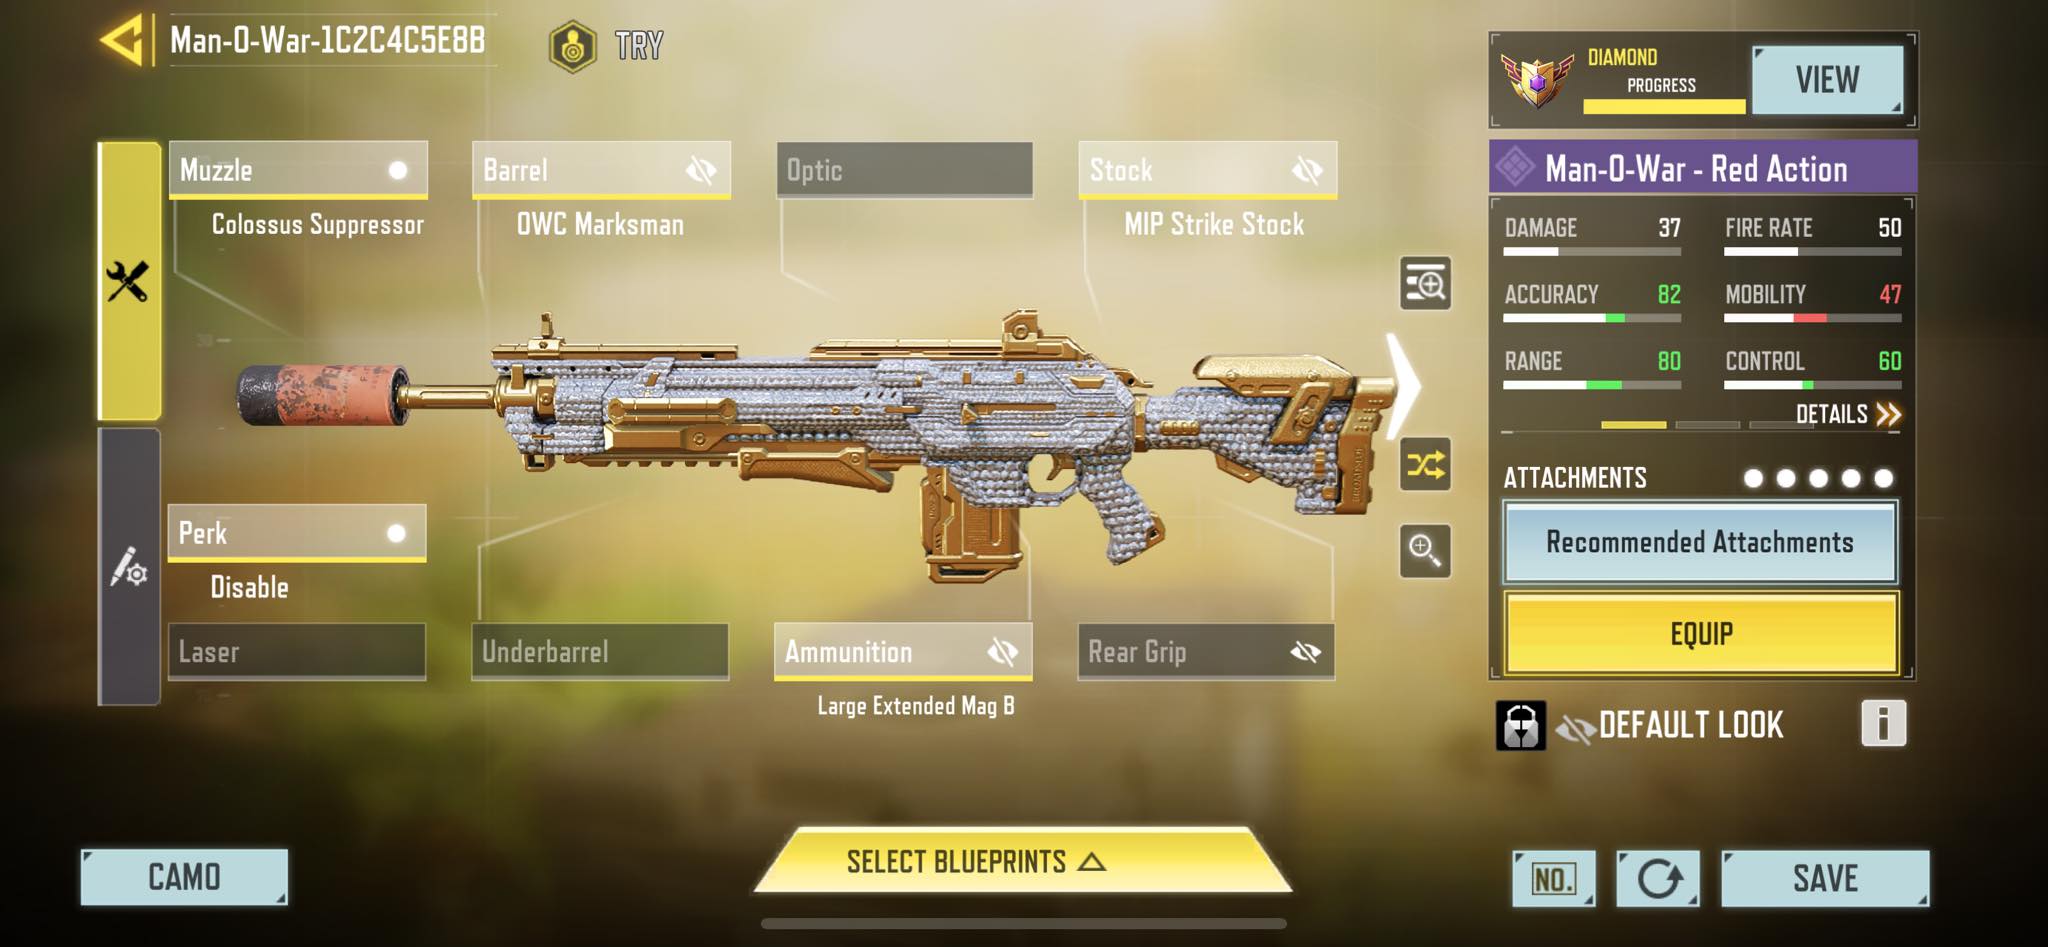 Man-O-War-1C2C4C5E8B
TRY
DIAMOND
PROGRESS
VIEW
Muzzle
Colossus Suppressor
Barrel
OWC Marksman
Optic
Stock
MIP Strike Stock
Man-O-War - Red Action
DAMAGE 37
FIRE RATE 50
ACCURACY 82
MOBILITY 47
RANGE 80
CONTROL 60
DETAILS
ATTACHMENTS
Recommended Attachments
EQUIP
Perk
Disable
Laser
Underbarrel
Ammunition
Large Extended Mag B
Rear Grip
DEFAULT LOOK
i
CAMO
SELECT BLUEPRINTS
NO.
SAVE